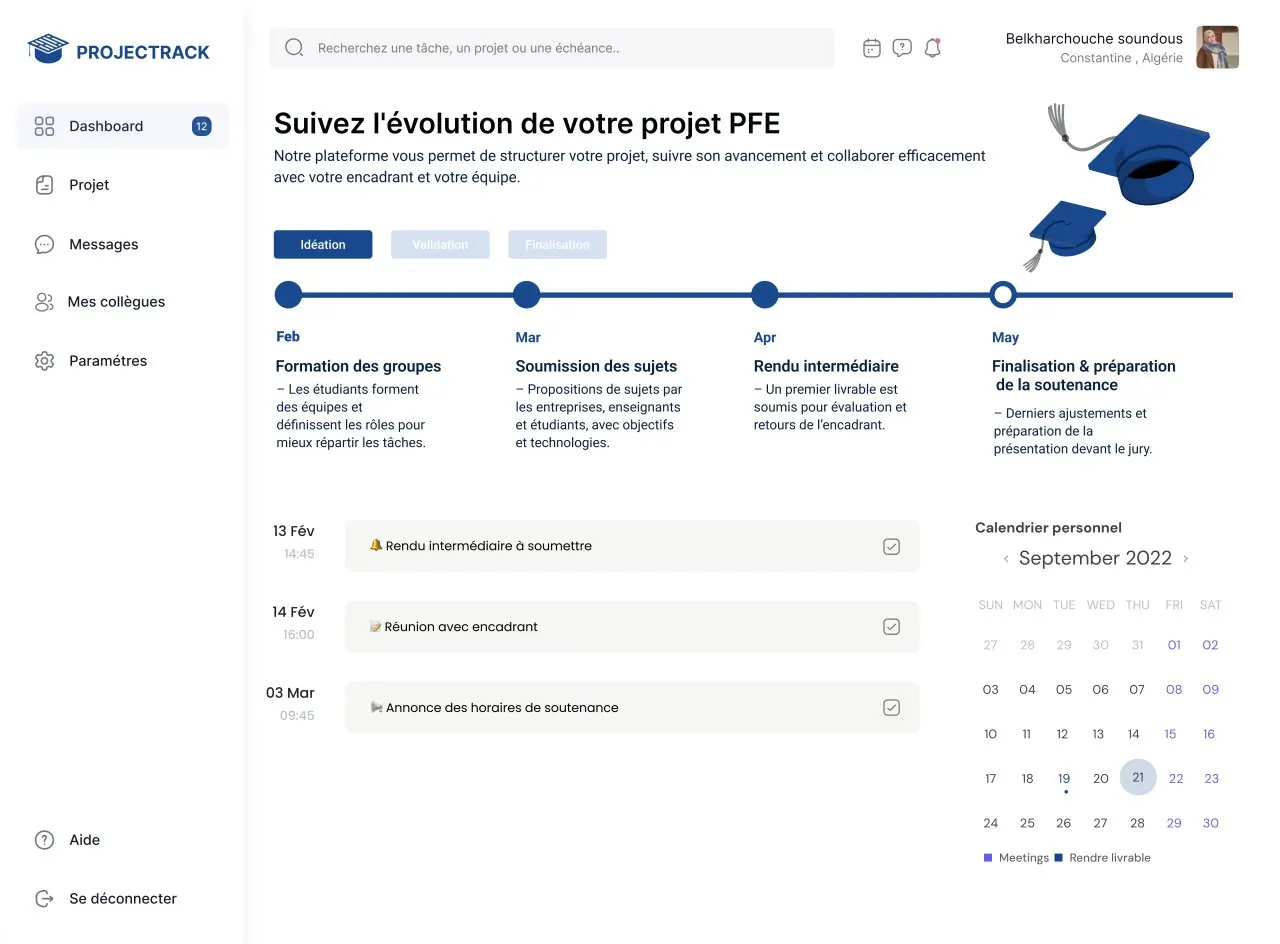 PROJECTRACK
Recherchez une tâche, un projet ou une échéance..
Belkharchouche soundous
Constantine , Algérie
Dashboard
12
Projet
Messages
Mes collègues
Paramétres
Aide
Se déconnecter
Suivez l'évolution de votre projet PFE
Notre plateforme vous permet de structurer votre projet, suivre son avancement et collaborer efficacement
avec votre encadrant et votre équipe.
Idéation
Validation
Finalisation
Feb
Formation des groupes
– Les étudiants forment
des équipes et
définissent les rôles pour
mieux répartir les tâches.
Mar
Soumission des sujets
– Propositions de sujets par
les entreprises, enseignants
et étudiants, avec objectifs
et technologies.
Apr
Rendu intermédiaire
– Un premier livrable est
soumis pour évaluation et
retours de l’encadrant.
May
Finalisation & préparation
de la soutenance
– Derniers ajustements et
préparation de la
présentation devant le jury.
13 Fév
14:45
🔔 Rendu intermédiaire à soumettre
14 Fév
16:00
📝 Réunion avec encadrant
03 Mar
09:45
📢 Annonce des horaires de soutenance
Calendrier personnel
‹ September 2022 ›
SUN MON TUE WED THU FRI SAT
27 28 29 30 31 01 02
03 04 05 06 07 08 09
10 11 12 13 14 15 16
17 18 19 20 21 22 23
24 25 26 27 28 29 30
Meetings Rendre livrable